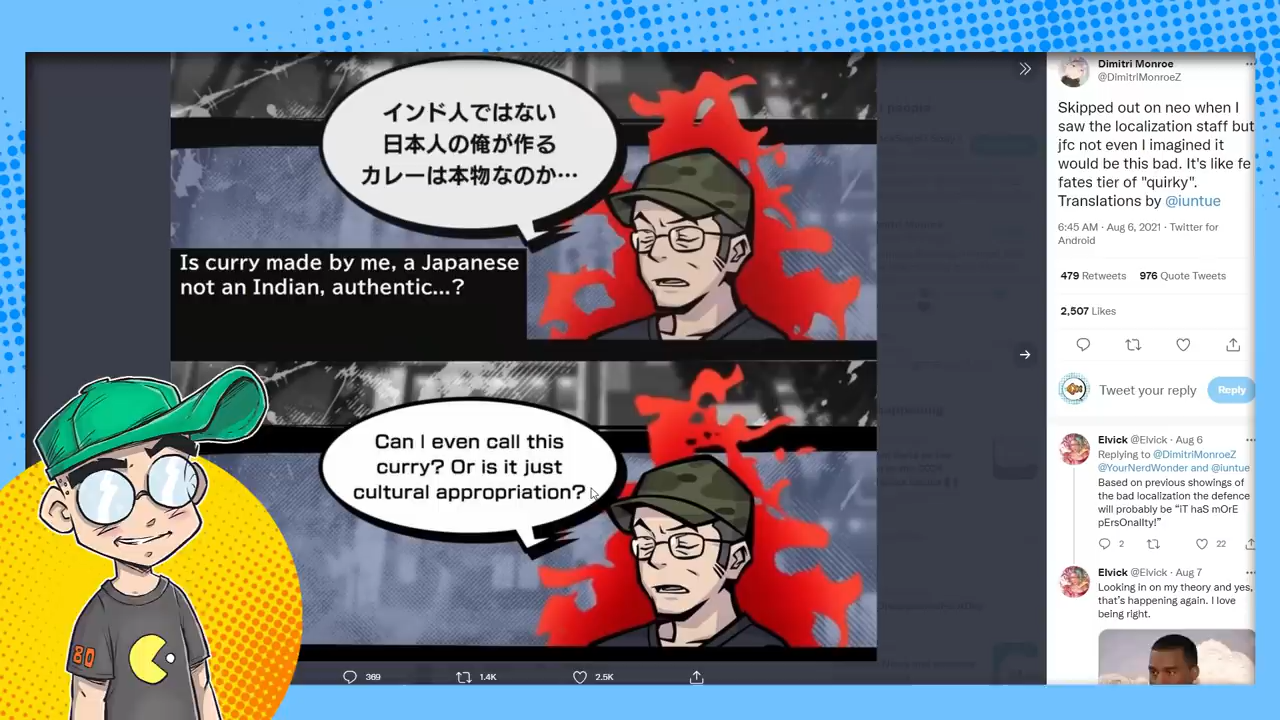 インド人ではない
日本人の俺が作る
カレーは本物なのか…
Is curry made by me, a Japanese
not an Indian, authentic...?
Can I even call this
curry? Or is it just
cultural appropriation?
369
1.4K
2.5K
80
Dimitri Monroe
@DimitriMonroeZ
Skipped out on neo when I
saw the localization staff but
jfc not even I imagined it
would be this bad. It's like fe
fates tier of "quirky".
Translations by @iuntue
6:45 AM · Aug 6, 2021 · Twitter for
Android
479 Retweets 976 Quote Tweets
2,507 Likes
Tweet your reply
Reply
Elvick @Elvick · Aug 6
Replying to @DimitriMonroeZ
@YourNerdWonder and @iuntue
Based on previous showings of
the bad localization the defence
will probably be “IT haS mOrE
pErsOnalIty!”
2
22
Elvick @Elvick · Aug 7
Looking in on my theory and yes,
that’s happening again. I love
being right.